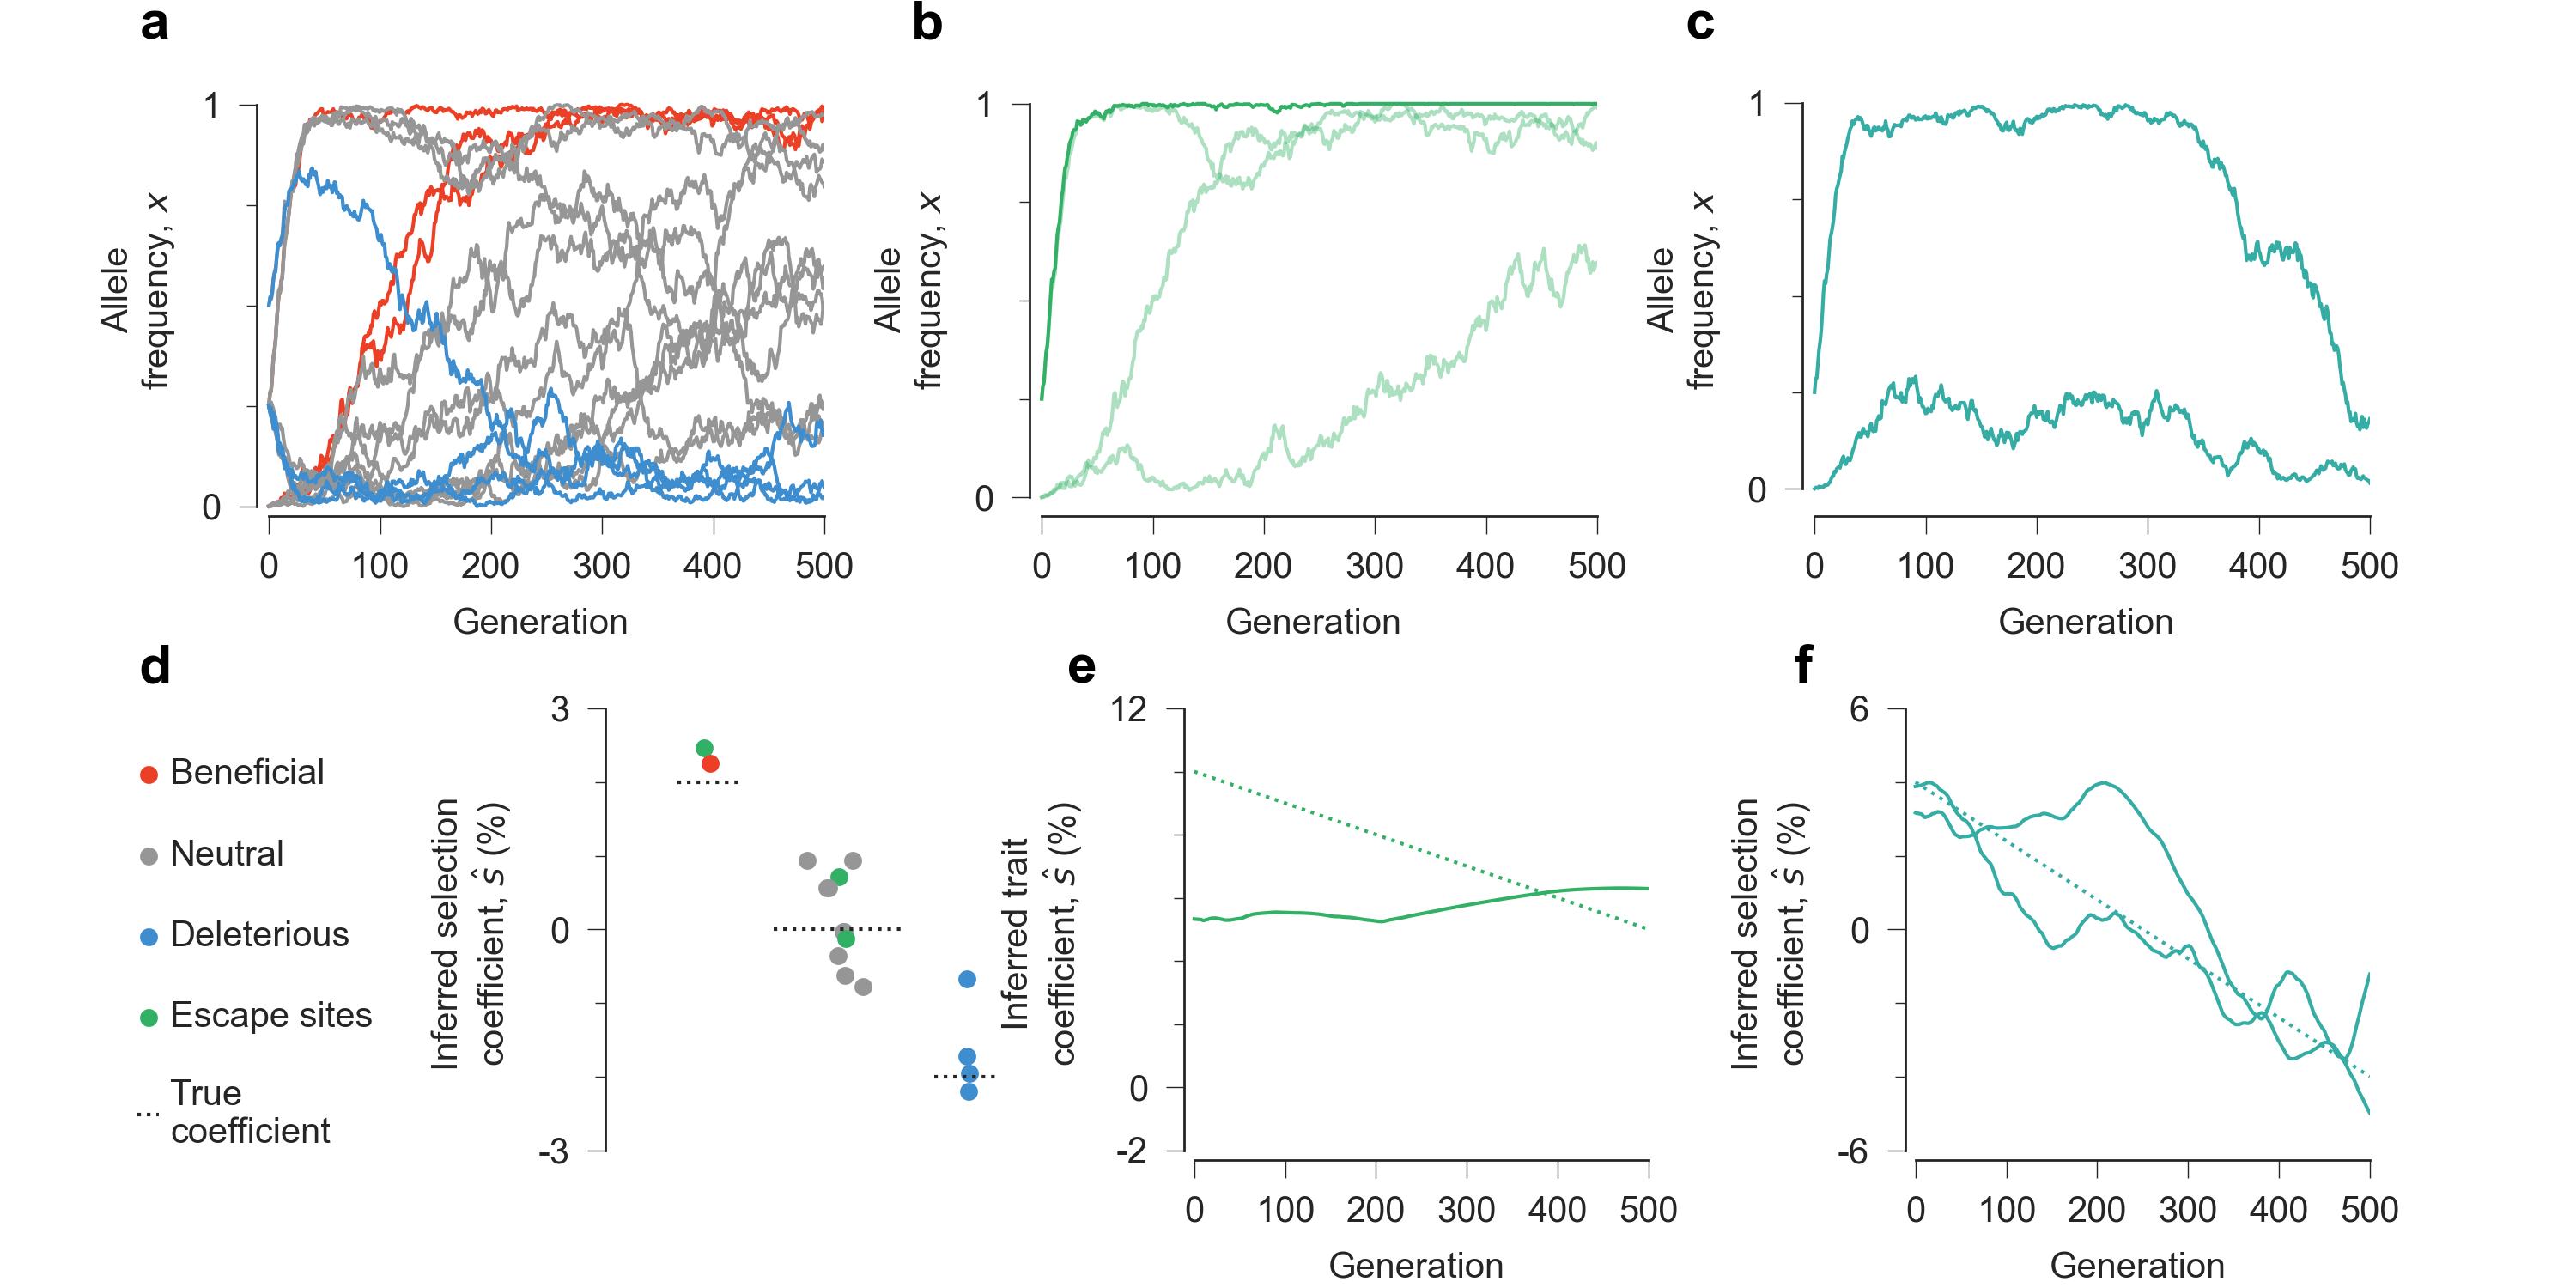 a
1
0
Allele
frequency, x
0 100 200 300 400 500
Generation
b
1
0
Allele
frequency, x
0 100 200 300 400 500
Generation
c
1
0
Allele
frequency, x
0 100 200 300 400 500
Generation
d
Beneficial
Neutral
Deleterious
Escape sites
True
coefficient
3
0
-3
Inferred selection
coefficient, ŝ (%)
e
12
0
-2
Inferred trait
coefficient, ŝ (%)
0 100 200 300 400 500
Generation
f
6
0
-6
Inferred selection
coefficient, ŝ (%)
0 100 200 300 400 500
Generation